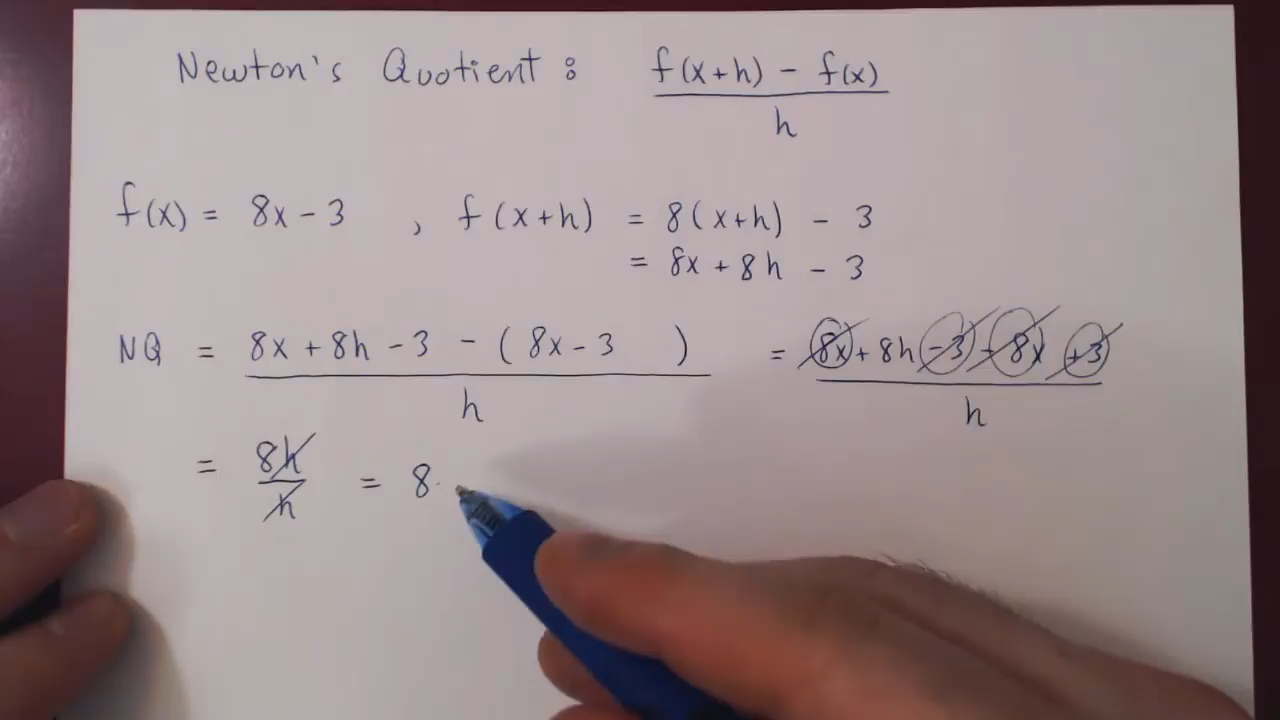 Newton's Quotient : f(x+h) - f(x) / h
f(x) = 8x - 3 , f(x+h) = 8(x+h) - 3
= 8x + 8h - 3
NQ = 8x + 8h - 3 - ( 8x - 3 ) / h = 8x + 8h - 3 - 8x + 3 / h
= 8h / h = 8.